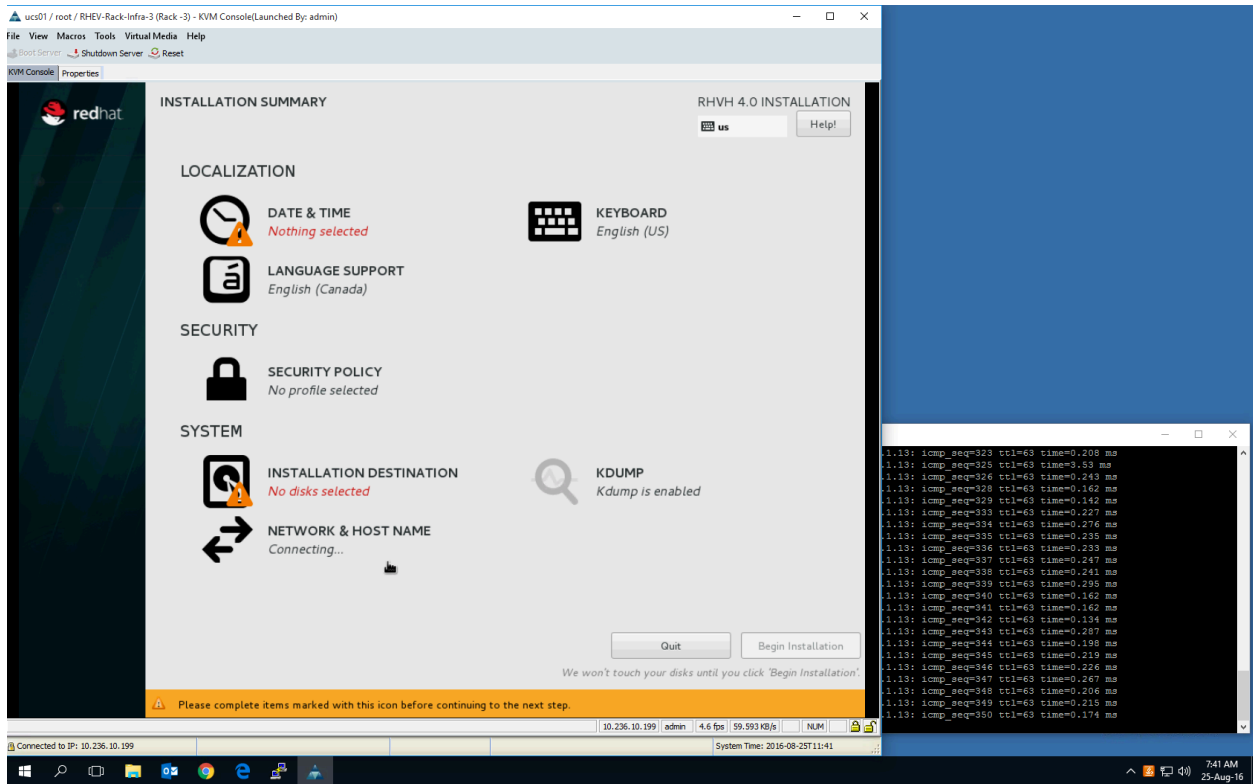 ucs01 / root / RHEV-Rack-Infra-3 (Rack -3) - KVM Console(Launched By: admin)
File View Macros Tools Virtual Media Help
Boot Server Shutdown Server Reset
KVM Console Properties
redhat
INSTALLATION SUMMARY
RHVH 4.0 INSTALLATION
us
Help!
LOCALIZATION
DATE & TIME
Nothing selected
KEYBOARD
English (US)
LANGUAGE SUPPORT
English (Canada)
SECURITY
SECURITY POLICY
No profile selected
SYSTEM
INSTALLATION DESTINATION
No disks selected
KDUMP
Kdump is enabled
NETWORK & HOST NAME
Connecting...
Quit
Begin Installation
We won't touch your disks until you click 'Begin Installation'.
Please complete items marked with this icon before continuing to the next step.
10.236.10.199 admin 4.6 fps 59.593 KB/s NUM
Connected to IP: 10.236.10.199
System Time: 2016-08-25T11:41
.1.13: icmp_seq=323 ttl=63 time=0.208 ms
.1.13: icmp_seq=325 ttl=63 time=3.53 ms
.1.13: icmp_seq=326 ttl=63 time=0.243 ms
.1.13: icmp_seq=328 ttl=63 time=0.162 ms
.1.13: icmp_seq=329 ttl=63 time=0.142 ms
.1.13: icmp_seq=333 ttl=63 time=0.227 ms
.1.13: icmp_seq=334 ttl=63 time=0.276 ms
.1.13: icmp_seq=335 ttl=63 time=0.235 ms
.1.13: icmp_seq=336 ttl=63 time=0.233 ms
.1.13: icmp_seq=337 ttl=63 time=0.247 ms
.1.13: icmp_seq=338 ttl=63 time=0.241 ms
.1.13: icmp_seq=339 ttl=63 time=0.295 ms
.1.13: icmp_seq=340 ttl=63 time=0.162 ms
.1.13: icmp_seq=341 ttl=63 time=0.162 ms
.1.13: icmp_seq=342 ttl=63 time=0.134 ms
.1.13: icmp_seq=343 ttl=63 time=0.287 ms
.1.13: icmp_seq=344 ttl=63 time=0.198 ms
.1.13: icmp_seq=345 ttl=63 time=0.219 ms
.1.13: icmp_seq=346 ttl=63 time=0.226 ms
.1.13: icmp_seq=347 ttl=63 time=0.267 ms
.1.13: icmp_seq=348 ttl=63 time=0.206 ms
.1.13: icmp_seq=349 ttl=63 time=0.215 ms
.1.13: icmp_seq=350 ttl=63 time=0.174 ms
7:41 AM
25-Aug-16